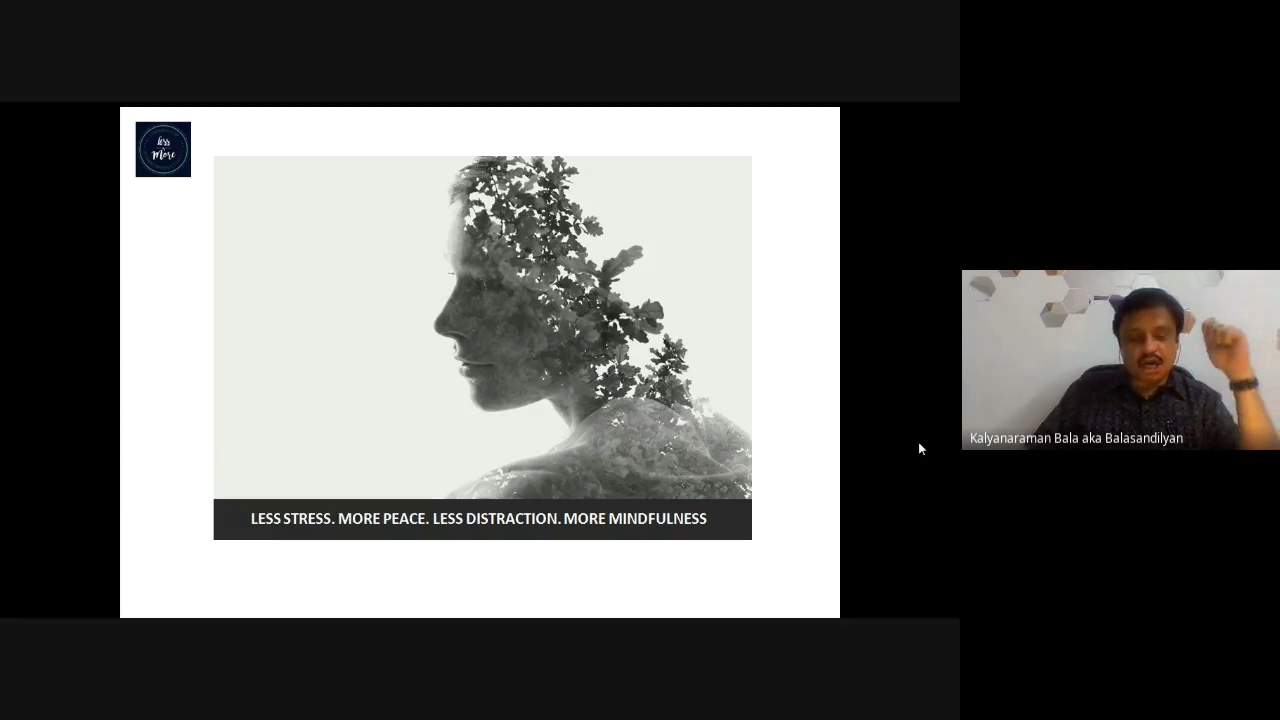 less
More
LESS STRESS. MORE PEACE. LESS DISTRACTION. MORE MINDFULNESS
Kalyanaraman Bala aka Balasandilyan